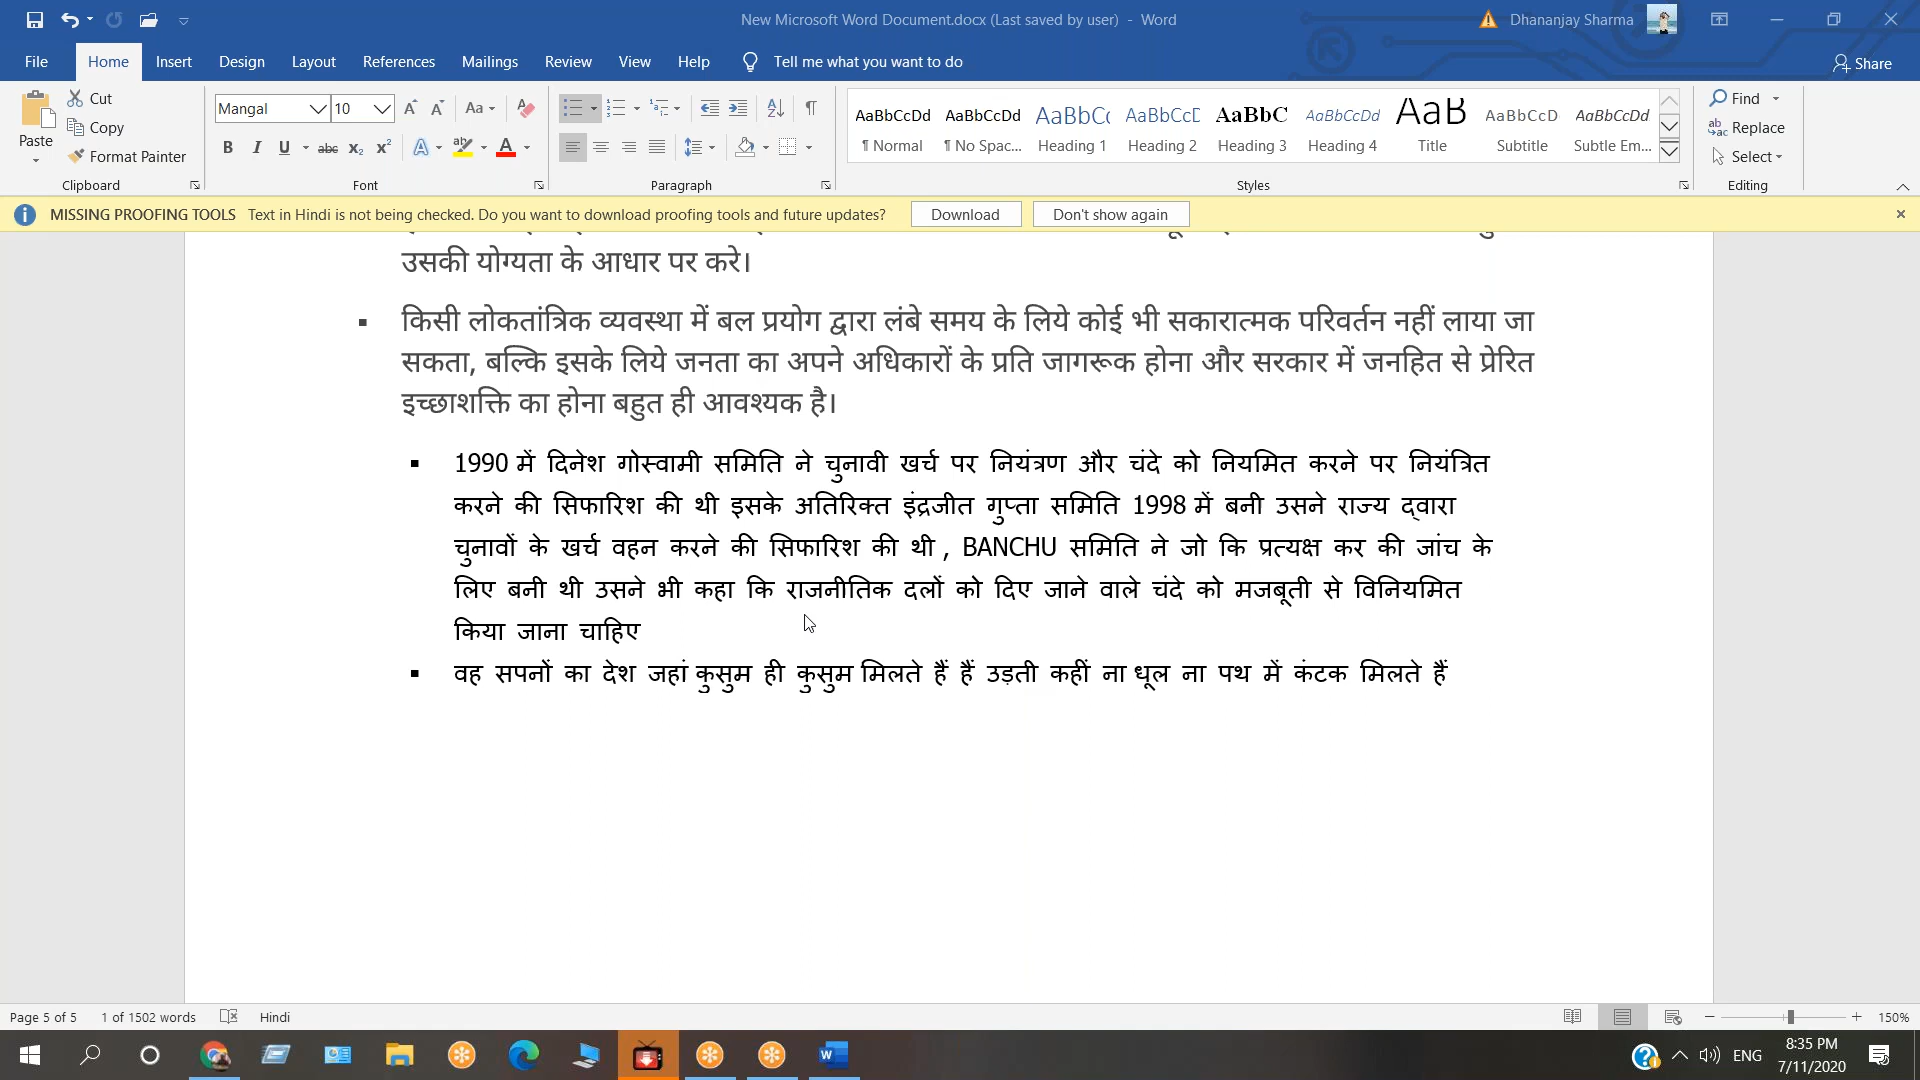 New Microsoft Word Document.docx (Last saved by user) - Word
Dhananjay Sharma
File Home Insert Design Layout References Mailings Review View Help Tell me what you want to do Share
Paste
Cut
Copy
Format Painter
Clipboard
Mangal 10
Font
Paragraph
AaBbCcDd AaBbCcDd AaBbCc AaBbCcD AaBbC AaBbCcDd AaB AaBbCcD AaBbCcDd
¶ Normal ¶ No Spac... Heading 1 Heading 2 Heading 3 Heading 4 Title Subtitle Subtle Em...
Styles
Find
Replace
Select
Editing
MISSING PROOFING TOOLS Text in Hindi is not being checked. Do you want to download proofing tools and future updates? Download Don't show again
उसकी योग्यता के आधार पर करे।
▪ किसी लोकतांत्रिक व्यवस्था में बल प्रयोग द्वारा लंबे समय के लिये कोई भी सकारात्मक परिवर्तन नहीं लाया जा
सकता, बल्कि इसके लिये जनता का अपने अधिकारों के प्रति जागरूक होना और सरकार में जनहित से प्रेरित
इच्छाशक्ति का होना बहुत ही आवश्यक है।
▪ 1990 में दिनेश गोस्वामी समिति ने चुनावी खर्च पर नियंत्रण और चंदे को नियमित करने पर नियंत्रित
करने की सिफारिश की थी इसके अतिरिक्त इंद्रजीत गुप्ता समिति 1998 में बनी उसने राज्य द्वारा
चुनावों के खर्च वहन करने की सिफारिश की थी , BANCHU समिति ने जो कि प्रत्यक्ष कर की जांच के
लिए बनी थी उसने भी कहा कि राजनीतिक दलों को दिए जाने वाले चंदे को मजबूती से विनियमित
किया जाना चाहिए
▪ वह सपनों का देश जहां कुसुम ही कुसुम मिलते हैं हैं उड़ती कहीं ना धूल ना पथ में कंटक मिलते हैं
Page 5 of 5 1 of 1502 words Hindi 150%
ENG
8:35 PM
7/11/2020